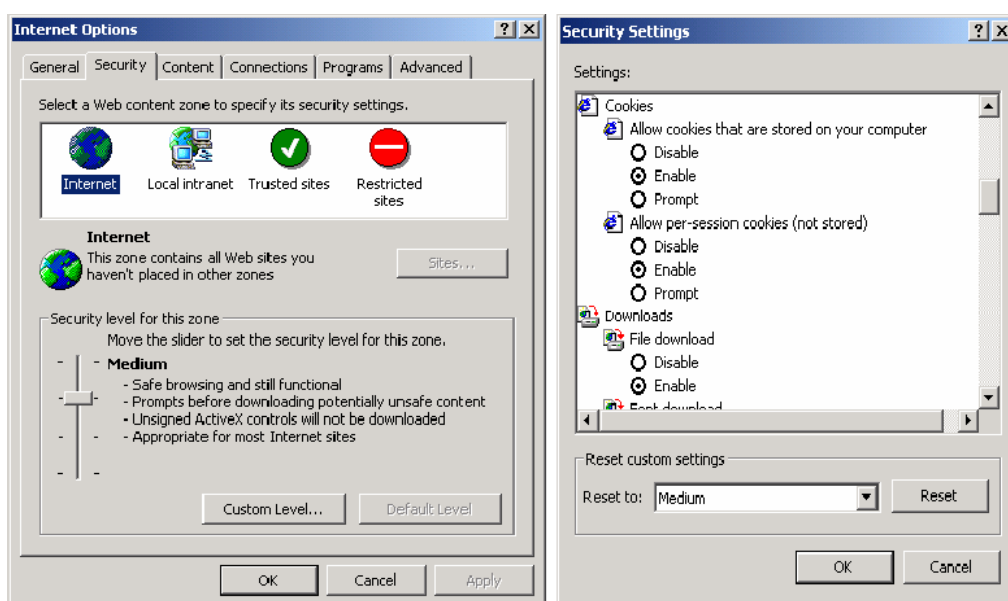 Internet Options
General Security Content Connections Programs Advanced
Select a Web content zone to specify its security settings.
Internet Local intranet Trusted sites Restricted
sites
Internet
This zone contains all Web sites you
haven't placed in other zones
Sites...
Security level for this zone
Move the slider to set the security level for this zone.
Medium
- Safe browsing and still functional
- Prompts before downloading potentially unsafe content
- Unsigned ActiveX controls will not be downloaded
- Appropriate for most Internet sites
Custom Level... Default Level
OK Cancel Apply
Security Settings
Settings:
Cookies
Allow cookies that are stored on your computer
Disable
Enable
Prompt
Allow per-session cookies (not stored)
Disable
Enable
Prompt
Downloads
File download
Disable
Enable
Font download
Reset custom settings
Reset to: Medium Reset
OK Cancel